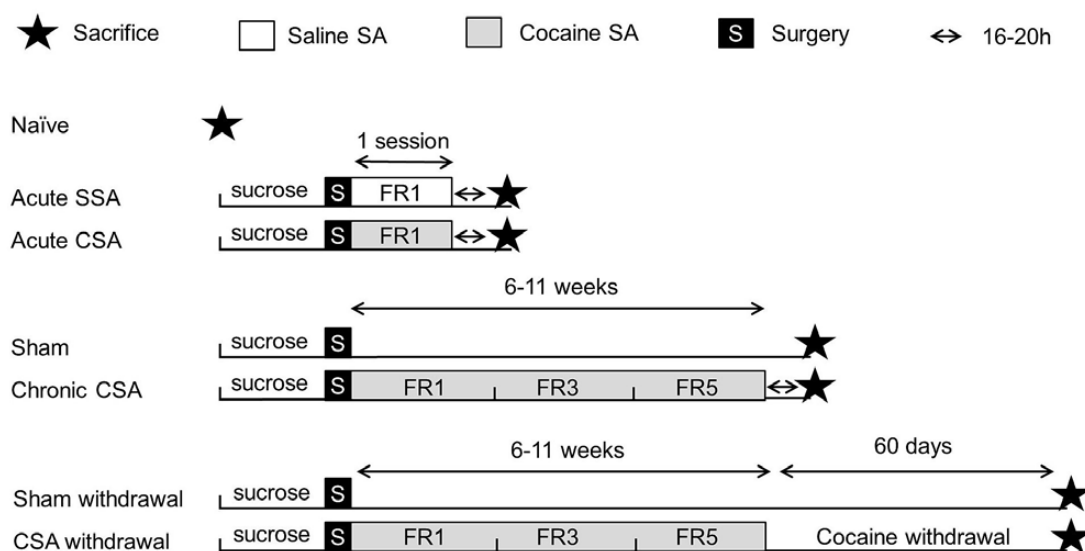 Sacrifice Saline SA Cocaine SA S Surgery 16-20h
Naïve
1 session
Acute SSA sucrose S FR1
Acute CSA sucrose S FR1
6-11 weeks
Sham sucrose S
Chronic CSA sucrose S FR1 FR3 FR5
6-11 weeks 60 days
Sham withdrawal sucrose S
CSA withdrawal sucrose S FR1 FR3 FR5 Cocaine withdrawal